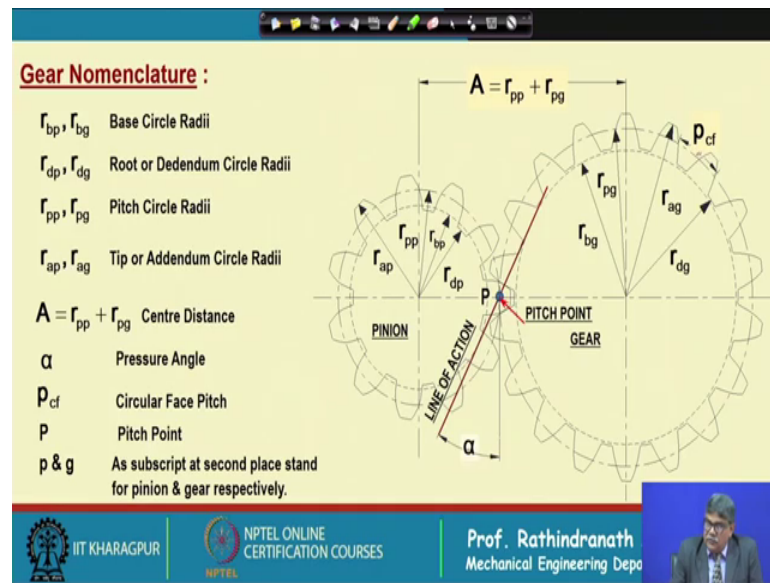 Gear Nomenclature :
r_bp, r_bg Base Circle Radii
r_dp, r_dg Root or Dedendum Circle Radii
r_pp, r_pg Pitch Circle Radii
r_ap, r_ag Tip or Addendum Circle Radii
A = r_pp + r_pg Centre Distance
α Pressure Angle
p_cf Circular Face Pitch
P Pitch Point
p & g As subscript at second place stand
for pinion & gear respectively.
A = r_pp + r_pg
p_cf
r_pp
r_bp
r_ap
r_dp
r_pg
r_ag
r_bg
r_dg
P
PINION
PITCH POINT
GEAR
LINE OF ACTION
α
IIT KHARAGPUR
NPTEL
NPTEL ONLINE
CERTIFICATION COURSES
Prof. Rathindranath
Mechanical Engineering Depa